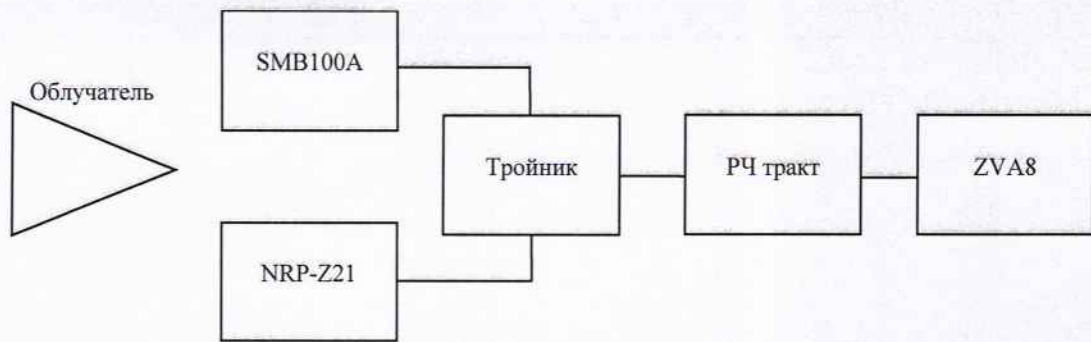 SMB100A
Облучатель
Тройник
РЧ тракт
ZVA8
NRP-Z21